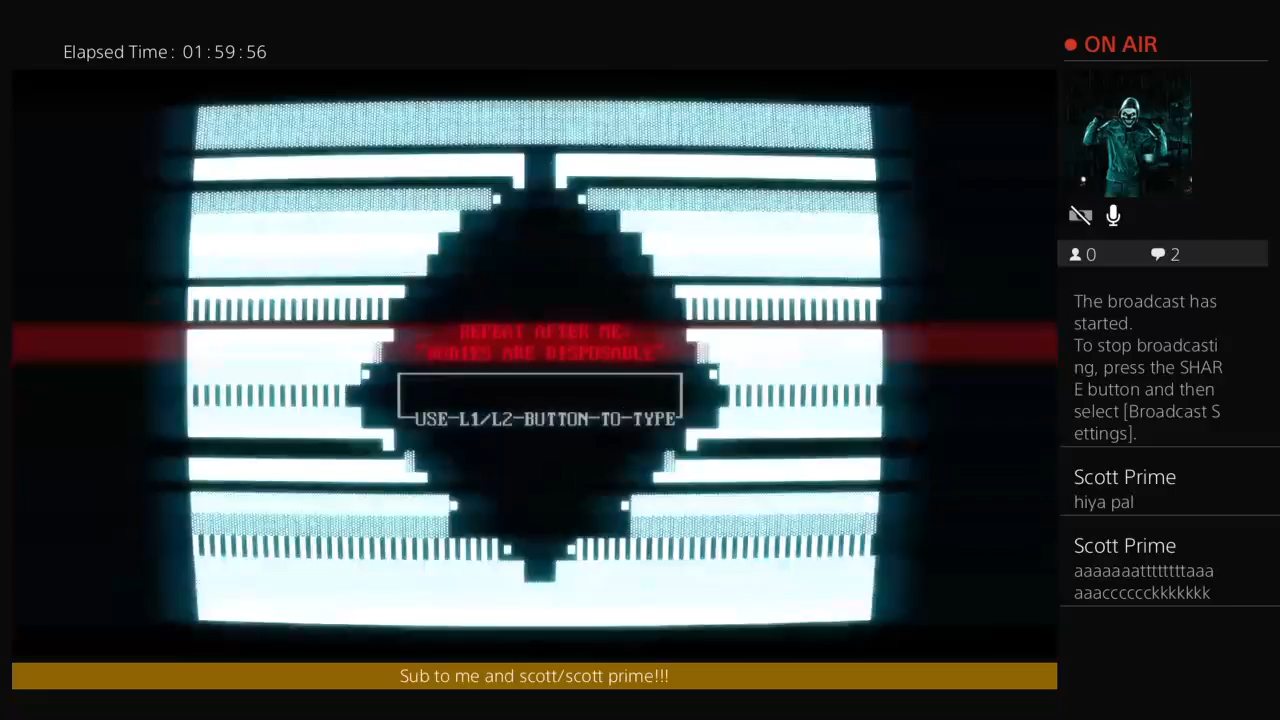 Elapsed Time: 01:59:56
ON AIR
0
2
REPEAT AFTER ME:
"BODIES ARE DISPOSABLE"
USE-L1/L2-BUTTON-TO-TYPE
The broadcast has
started.
To stop broadcasti
ng, press the SHAR
E button and then
select [Broadcast S
ettings].
Scott Prime
hiya pal
Scott Prime
aaaaaaattttttttaaa
aaacccccckkkkkkk
Sub to me and scott/scott prime!!!